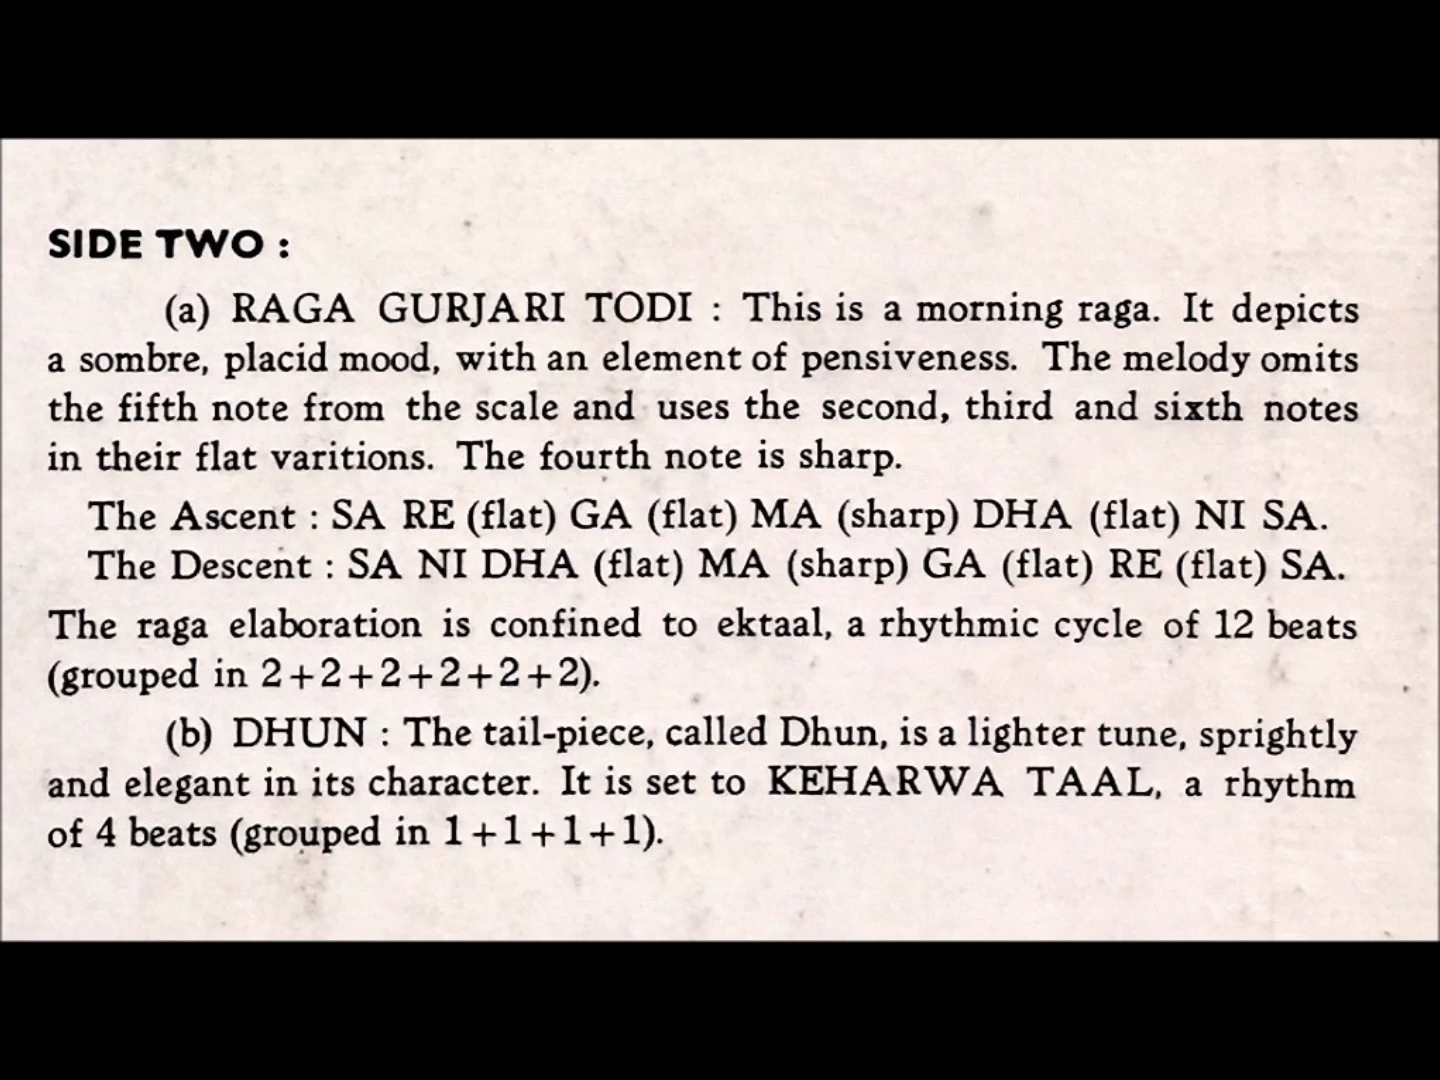 SIDE TWO :
(a) RAGA GURJARI TODI : This is a morning raga. It depicts
a sombre, placid mood, with an element of pensiveness. The melody omits
the fifth note from the scale and uses the second, third and sixth notes
in their flat varitions. The fourth note is sharp.
The Ascent : SA RE (flat) GA (flat) MA (sharp) DHA (flat) NI SA.
The Descent : SA NI DHA (flat) MA (sharp) GA (flat) RE (flat) SA.
The raga elaboration is confined to ektaal, a rhythmic cycle of 12 beats
(grouped in 2+2+2+2+2+2).
(b) DHUN : The tail-piece, called Dhun, is a lighter tune, sprightly
and elegant in its character. It is set to KEHARWA TAAL, a rhythm
of 4 beats (grouped in 1+1+1+1).